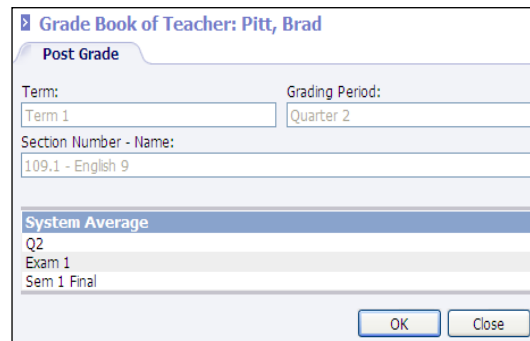 Grade Book of Teacher: Pitt, Brad
Post Grade
Term: Grading Period:
Term 1 Quarter 2
Section Number - Name:
109.1 - English 9
System Average
Q2
Exam 1
Sem 1 Final
OK Close